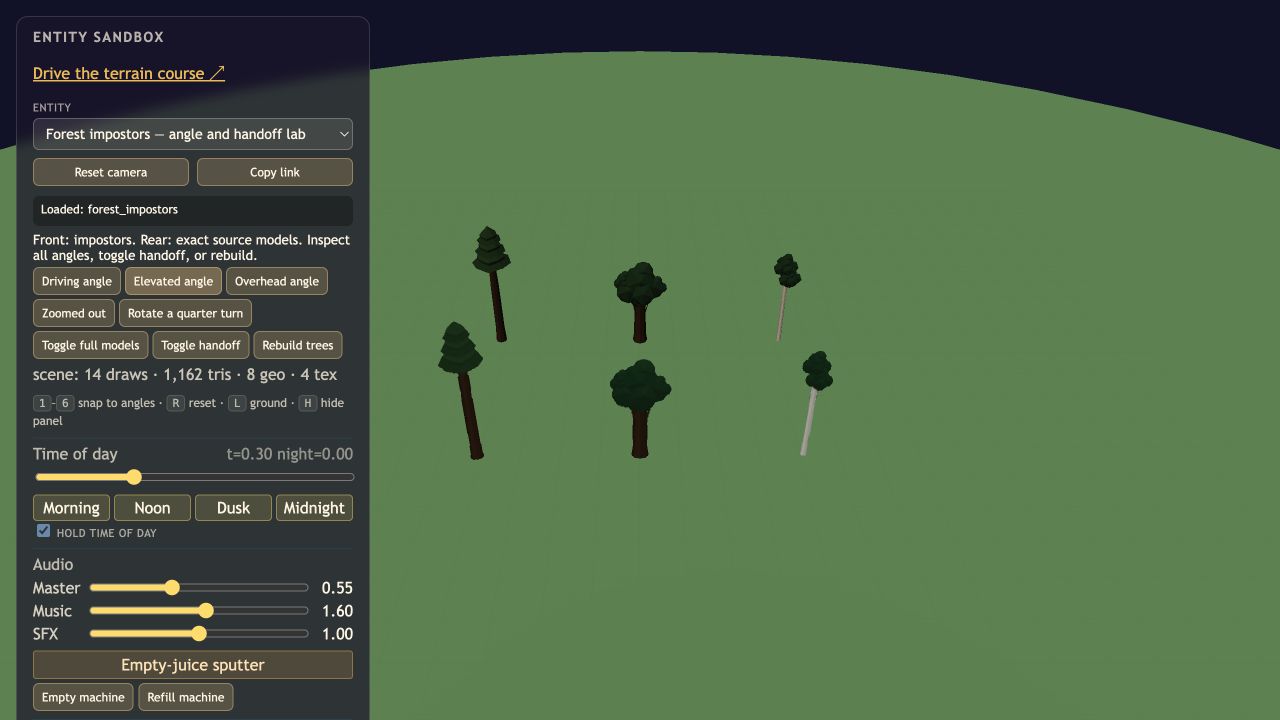 ENTITY SANDBOX
Drive the terrain course ↗
ENTITY
Forest impostors — angle and handoff lab
Reset camera Copy link
Loaded: forest_impostors
Front: impostors. Rear: exact source models. Inspect
all angles, toggle handoff, or rebuild.
Driving angle Elevated angle Overhead angle
Zoomed out Rotate a quarter turn
Toggle full models Toggle handoff Rebuild trees
scene: 14 draws · 1,162 tris · 8 geo · 4 tex
1-6 snap to angles · R reset · L ground · H hide
panel
Time of day t=0.30 night=0.00
Morning Noon Dusk Midnight
HOLD TIME OF DAY
Audio
Master 0.55
Music 1.60
SFX 1.00
Empty-juice sputter
Empty machine Refill machine